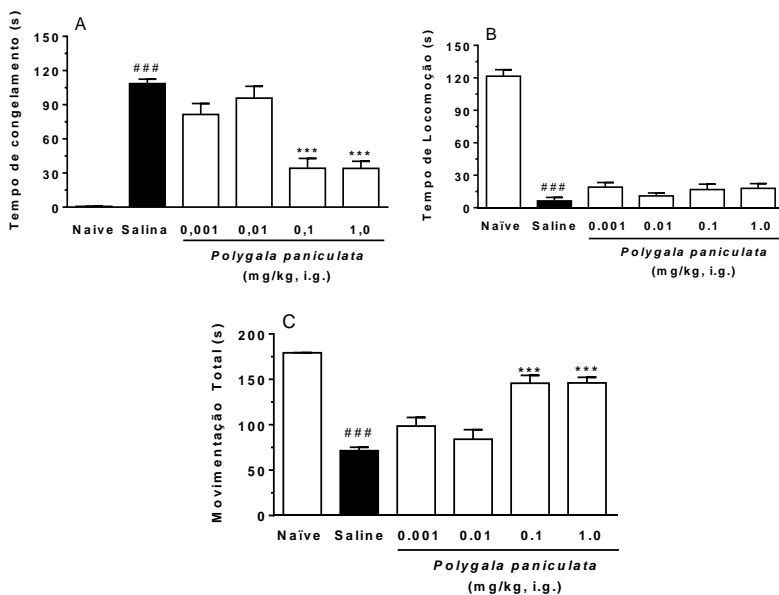 A
Tempo de congelamento (s)
150
120
90
60
30
0
###
***
***
Naive Salina 0,001 0,01 0,1 1,0
Polygala paniculata
(mg/kg, i.g.)
B
Tempo de Locomoção (s)
150
120
90
60
30
0
###
Naïve Saline 0.001 0.01 0.1 1.0
Polygala paniculata
(mg/kg, i.g.)
C
Movimentação Total (s)
200
150
100
50
0
###
***
***
Naïve Saline 0.001 0.01 0.1 1.0
Polygala paniculata
(mg/kg, i.g.)